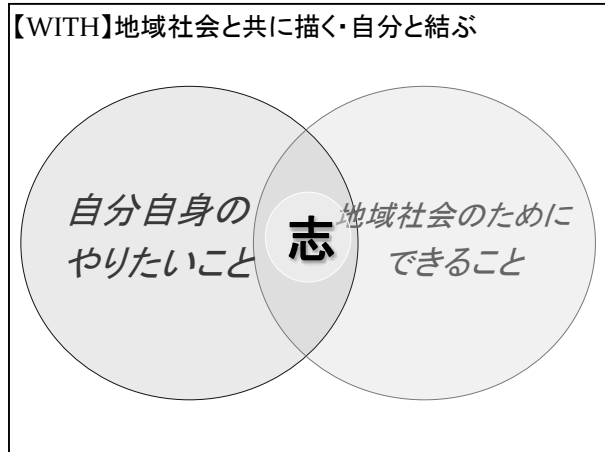 【WITH】地域社会と共に描く・自分と結ぶ
自分自身の
やりたいこと
志
地域社会のために
できること